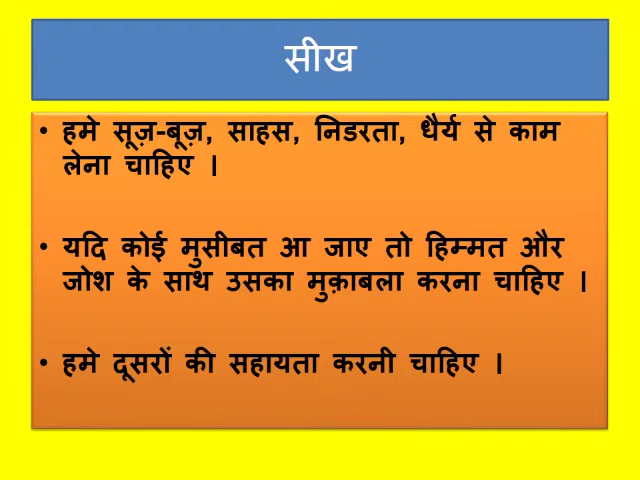 सीख
• हमे सूज़-बूज़, साहस, निडरता, धैर्य से काम
लेना चाहिए ।
• यदि कोई मुसीबत आ जाए तो हिम्मत और
जोश के साथ उसका मुक़ाबला करना चाहिए ।
• हमे दूसरों की सहायता करनी चाहिए ।